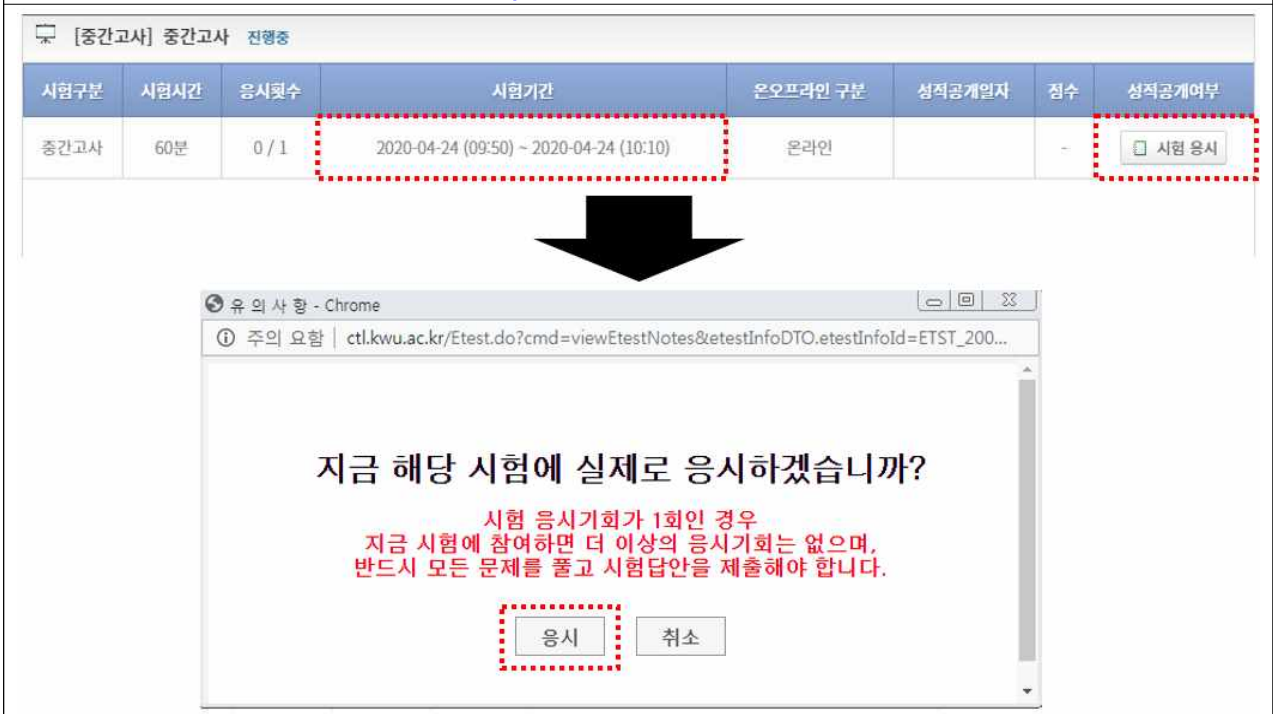 [중간고사] 중간고사 진행중
시험구분 시험시간 응시횟수 시험기간 온오프라인 구분 성적공개일자 점수 성적공개여부
중간고사 60분 0 / 1 2020-04-24 (09:50) ~ 2020-04-24 (10:10) 온라인 - 시험 응시
유 의 사 항 - Chrome
주의 요함 | ctl.kwu.ac.kr/Etest.do?cmd=viewEtestNotes&etestInfoDTO.etestInfoId=ETST_200...
지금 해당 시험에 실제로 응시하겠습니까?
시험 응시기회가 1회인 경우
지금 시험에 참여하면 더 이상의 응시기회는 없으며,
반드시 모든 문제를 풀고 시험답안을 제출해야 합니다.
응시 취소